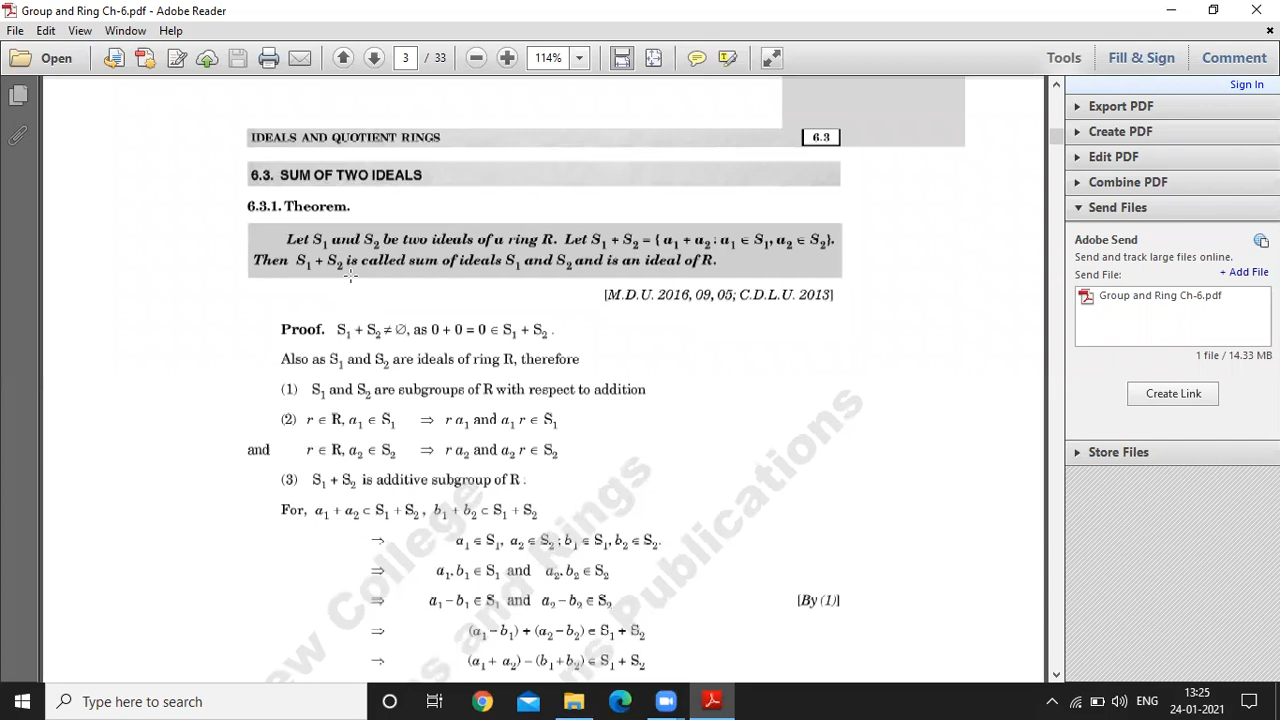 Group and Ring Ch-6.pdf - Adobe Reader
File Edit View Window Help
Open 3 / 33 114% Tools Fill & Sign Comment
Sign In
Export PDF
Create PDF
Edit PDF
Combine PDF
Send Files
Adobe Send
Send and track large files online.
Send File: + Add File
Group and Ring Ch-6.pdf
1 file / 14.33 MB
Create Link
Store Files
IDEALS AND QUOTIENT RINGS 6.3
6.3. SUM OF TWO IDEALS
6.3.1. Theorem.
Let S₁ and S₂ be two ideals of a ring R. Let S₁ + S₂ = { a₁ + a₂ : a₁ ∈ S₁, a₂ ∈ S₂}.
Then S₁ + S₂ is called sum of ideals S₁ and S₂ and is an ideal of R.
[M.D.U. 2016, 09, 05; C.D.L.U. 2013]
Proof. S₁ + S₂ ≠ ∅, as 0 + 0 = 0 ∈ S₁ + S₂ .
Also as S₁ and S₂ are ideals of ring R, therefore
(1) S₁ and S₂ are subgroups of R with respect to addition
(2) r ∈ R, a₁ ∈ S₁ ⇒ r a₁ and a₁ r ∈ S₁
and r ∈ R, a₂ ∈ S₂ ⇒ r a₂ and a₂ r ∈ S₂
(3) S₁ + S₂ is additive subgroup of R .
For, a₁ + a₂ ⊂ S₁ + S₂ , b₁ + b₂ ⊂ S₁ + S₂
⇒ a₁ ∈ S₁, a₂ ∈ S₂ ; b₁ ∈ S₁, b₂ ∈ S₂.
⇒ a₁, b₁ ∈ S₁ and a₂, b₂ ∈ S₂
⇒ a₁ – b₁ ∈ S₁ and a₂ – b₂ ∈ S₂ [By (1)]
⇒ (a₁ – b₁) + (a₂ – b₂) ∈ S₁ + S₂
⇒ (a₁ + a₂) – (b₁ + b₂) ∈ S₁ + S₂
New College
and Rings
Publications
Type here to search
ENG
13:25
24-01-2021